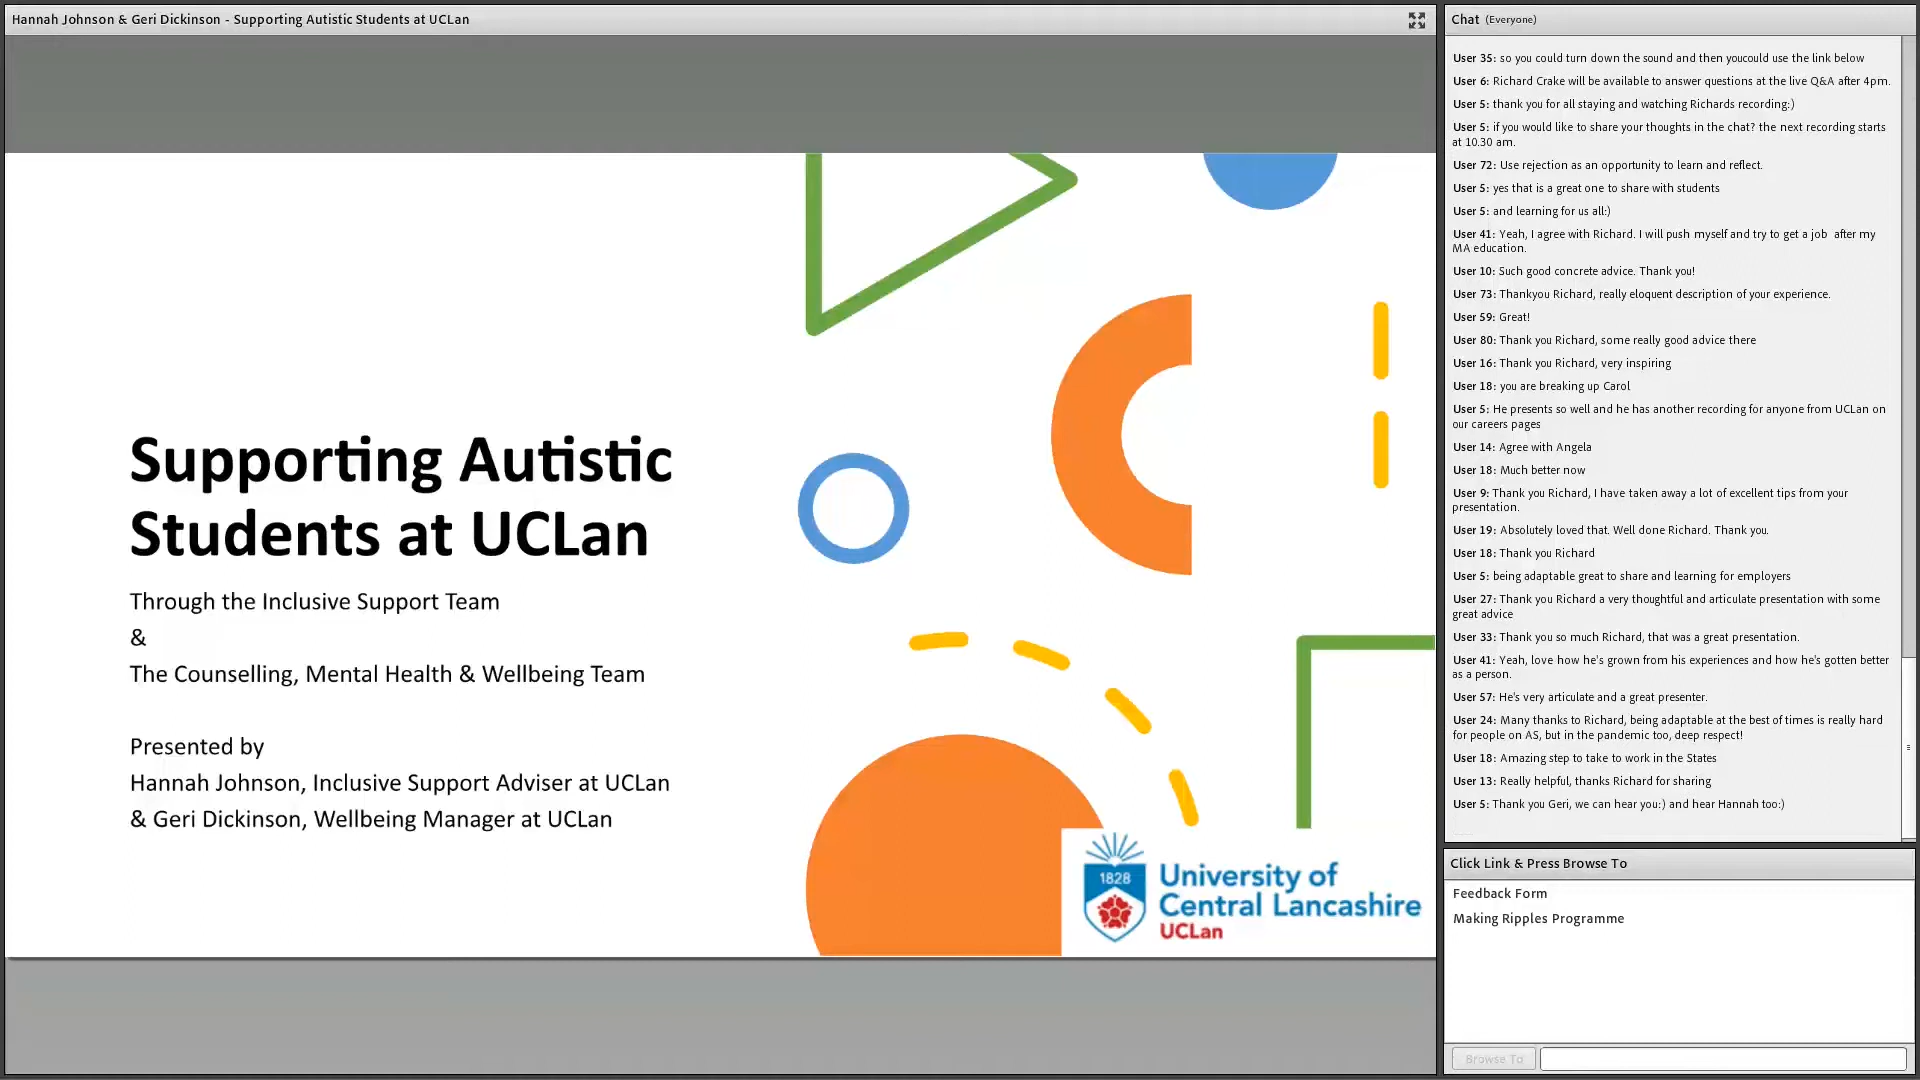 Hannah Johnson & Geri Dickinson - Supporting Autistic Students at UCLan
Supporting Autistic
Students at UCLan
Through the Inclusive Support Team
&
The Counselling, Mental Health & Wellbeing Team
Presented by
Hannah Johnson, Inclusive Support Adviser at UCLan
& Geri Dickinson, Wellbeing Manager at UCLan
1828
University of
Central Lancashire
UCLan
Chat (Everyone)
User 35: so you could turn down the sound and then youcould use the link below
User 6: Richard Crake will be available to answer questions at the live Q&A after 4pm.
User 5: thank you for all staying and watching Richards recording:)
User 5: if you would like to share your thoughts in the chat? the next recording starts
at 10.30 am.
User 72: Use rejection as an opportunity to learn and reflect.
User 5: yes that is a great one to share with students
User 5: and learning for us all:)
User 41: Yeah, I agree with Richard. I will push myself and try to get a job after my
MA education.
User 10: Such good concrete advice. Thank you!
User 73: Thankyou Richard, really eloquent description of your experience.
User 59: Great!
User 80: Thank you Richard, some really good advice there
User 16: Thank you Richard, very inspiring
User 18: you are breaking up Carol
User 5: He presents so well and he has another recording for anyone from UCLan on
our careers pages
User 14: Agree with Angela
User 18: Much better now
User 9: Thank you Richard, I have taken away a lot of excellent tips from your
presentation.
User 19: Absolutely loved that. Well done Richard. Thank you.
User 18: Thank you Richard
User 5: being adaptable great to share and learning for employers
User 27: Thank you Richard a very thoughtful and articulate presentation with some
great advice
User 33: Thank you so much Richard, that was a great presentation.
User 41: Yeah, love how he's grown from his experiences and how he's gotten better
as a person.
User 57: He's very articulate and a great presenter.
User 24: Many thanks to Richard, being adaptable at the best of times is really hard
for people on AS, but in the pandemic too, deep respect!
User 18: Amazing step to take to work in the States
User 13: Really helpful, thanks Richard for sharing
User 5: Thank you Geri, we can hear you:) and hear Hannah too:)
Click Link & Press Browse To
Feedback Form
Making Ripples Programme
Browse To